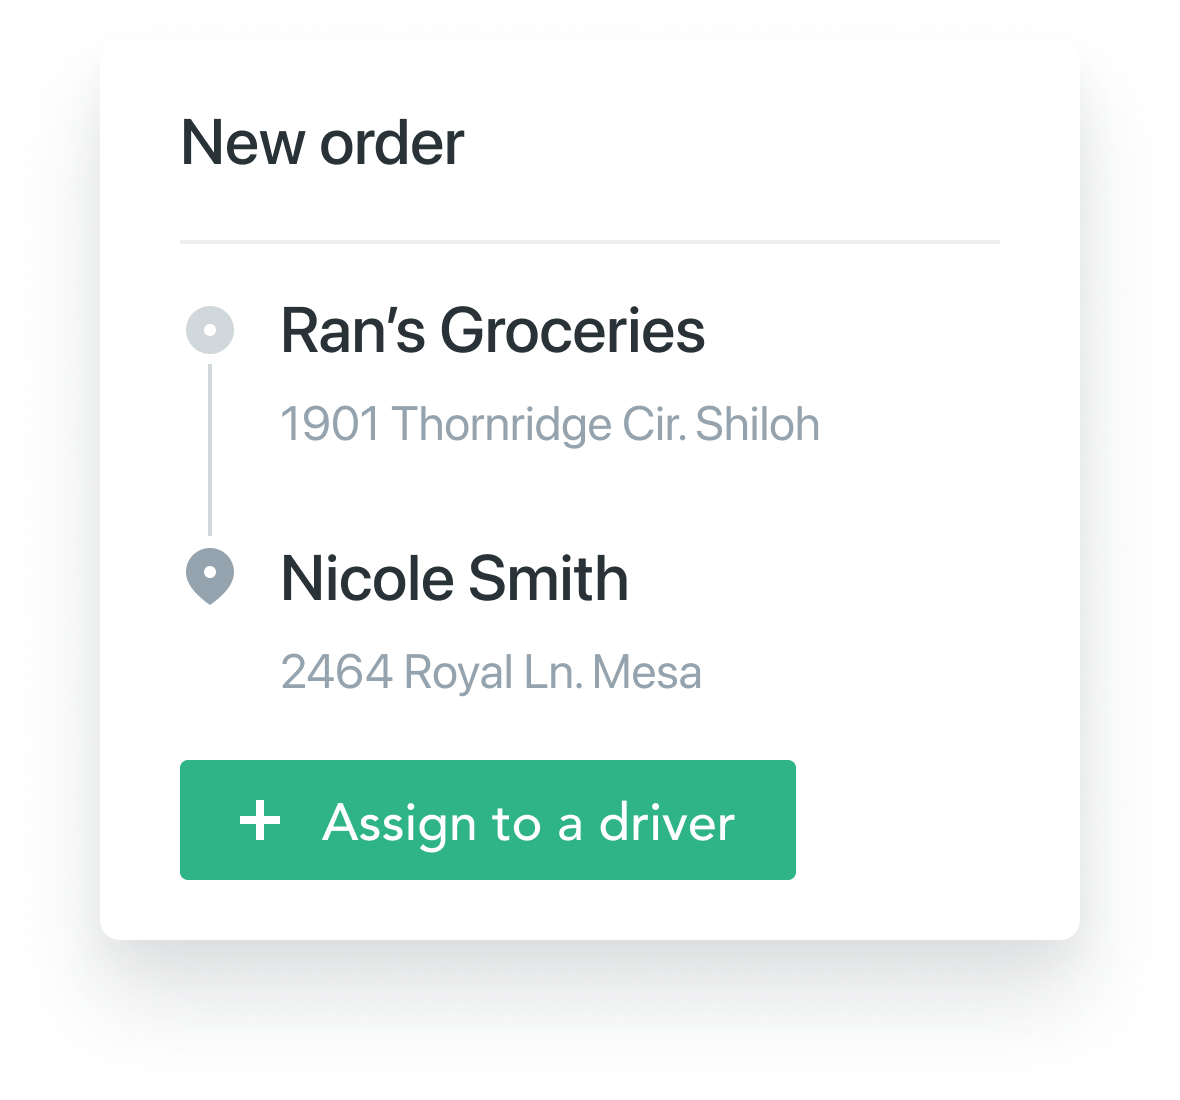 New order
Ran’s Groceries
1901 Thornridge Cir. Shiloh
Nicole Smith
2464 Royal Ln. Mesa
+ Assign to a driver